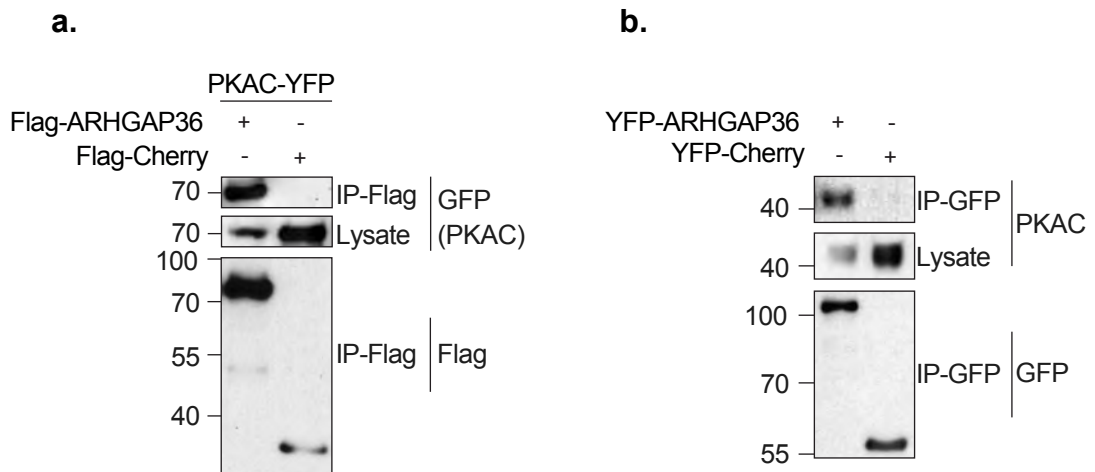 a.
PKAC-YFP
Flag-ARHGAP36 + -
Flag-Cherry - +
70 IP-Flag GFP
70 Lysate (PKAC)
100
70
55 IP-Flag Flag
40
b.
YFP-ARHGAP36 + -
YFP-Cherry - +
40 IP-GFP PKAC
40 Lysate
100
70 IP-GFP GFP
55